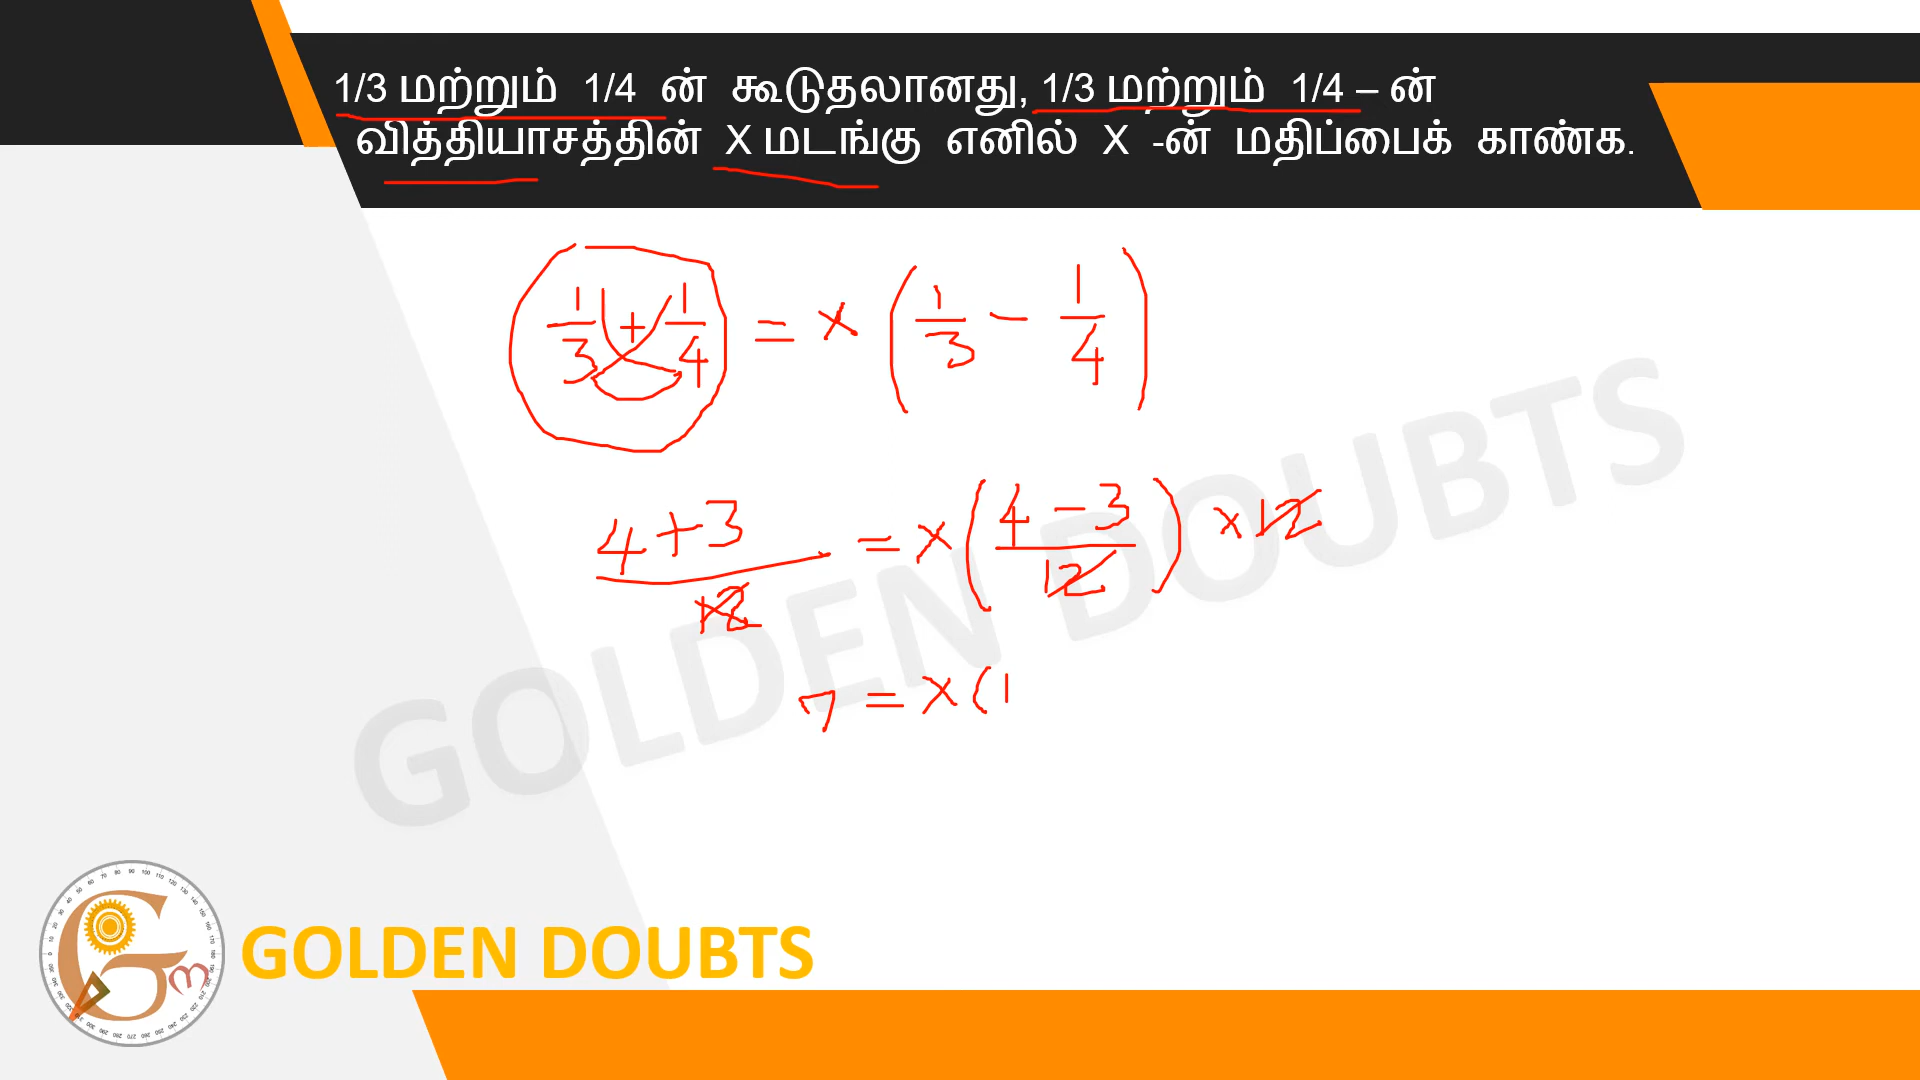 1/3 மற்றும் 1/4 ன் கூடுதலானது, 1/3 மற்றும் 1/4 – ன்
வித்தியாசத்தின் X மடங்கு எனில் X -ன் மதிப்பைக் காண்க.
1/3 + 1/4 = x (1/3 - 1/4)
4+3/12 = x (4-3/12) x12
7 = x (1
GOLDEN DOUBTS
GOLDEN DOUBTS